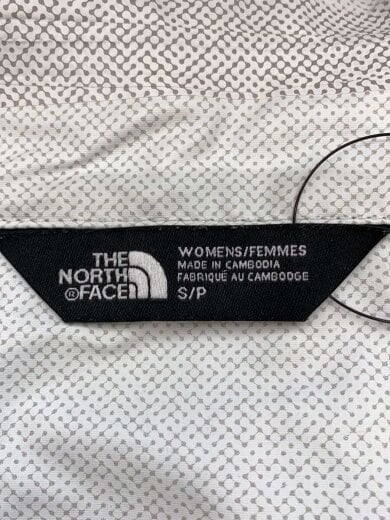 THE
NORTH
®FACE
WOMENS/FEMMES
MADE IN CAMBODIA
FABRIQUÉ AU CAMBODGE
S/P